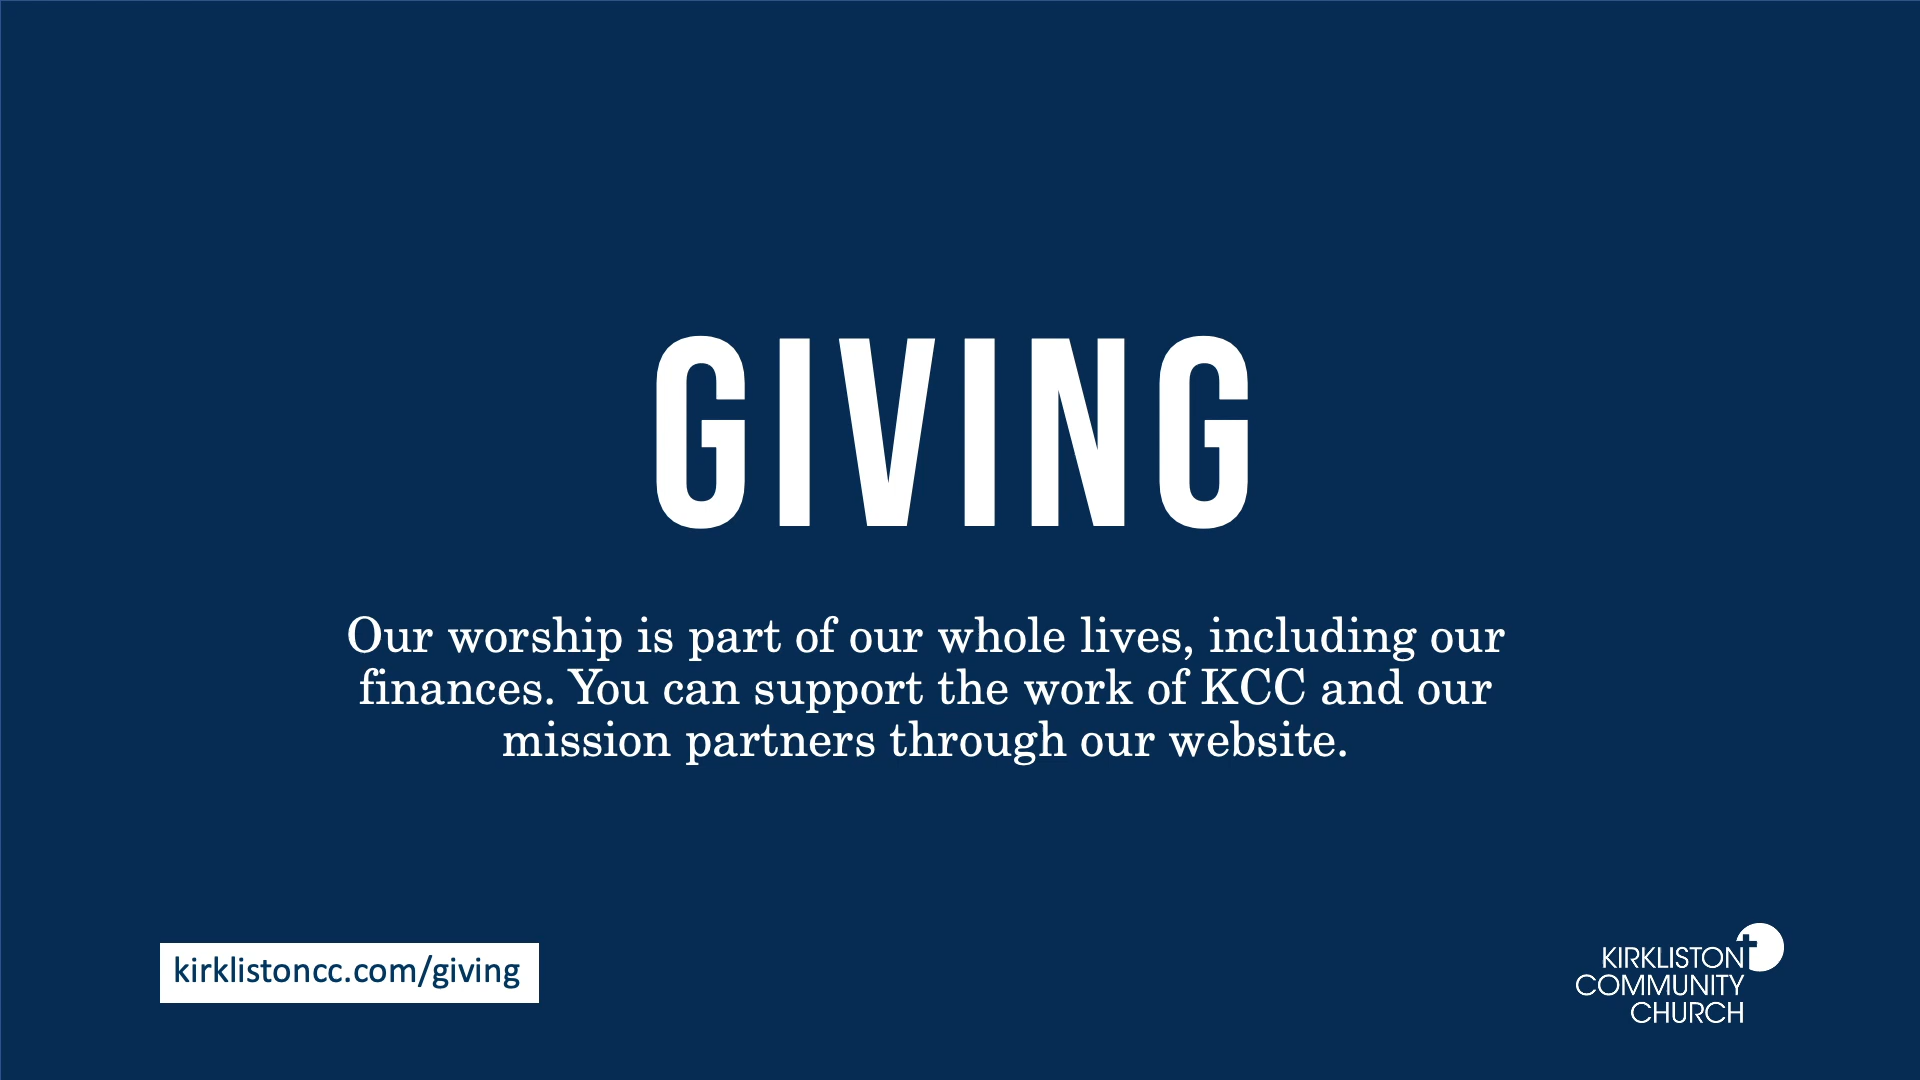 GIVING
Our worship is part of our whole lives, including our
finances. You can support the work of KCC and our
mission partners through our website.
kirklistoncc.com/giving
KIRKLISTON
COMMUNITY
CHURCH